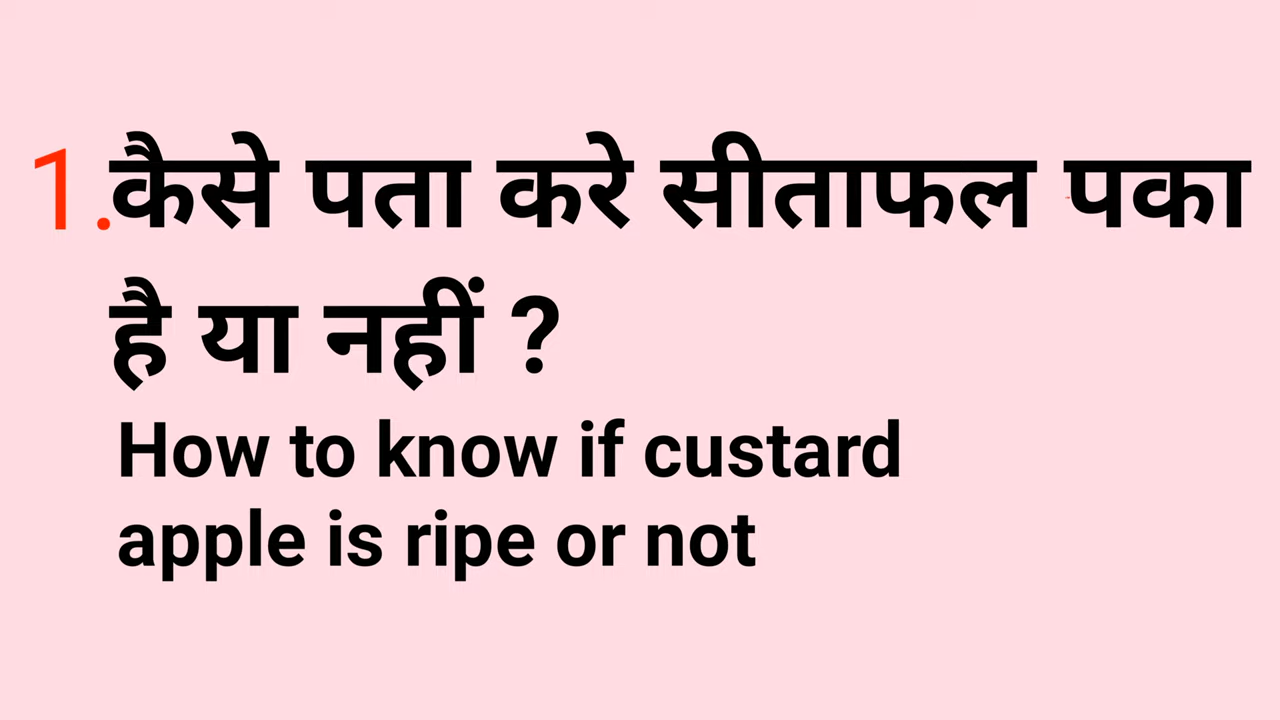 1.कैसे पता करे सीताफल पका
है या नहीं ?
How to know if custard
apple is ripe or not